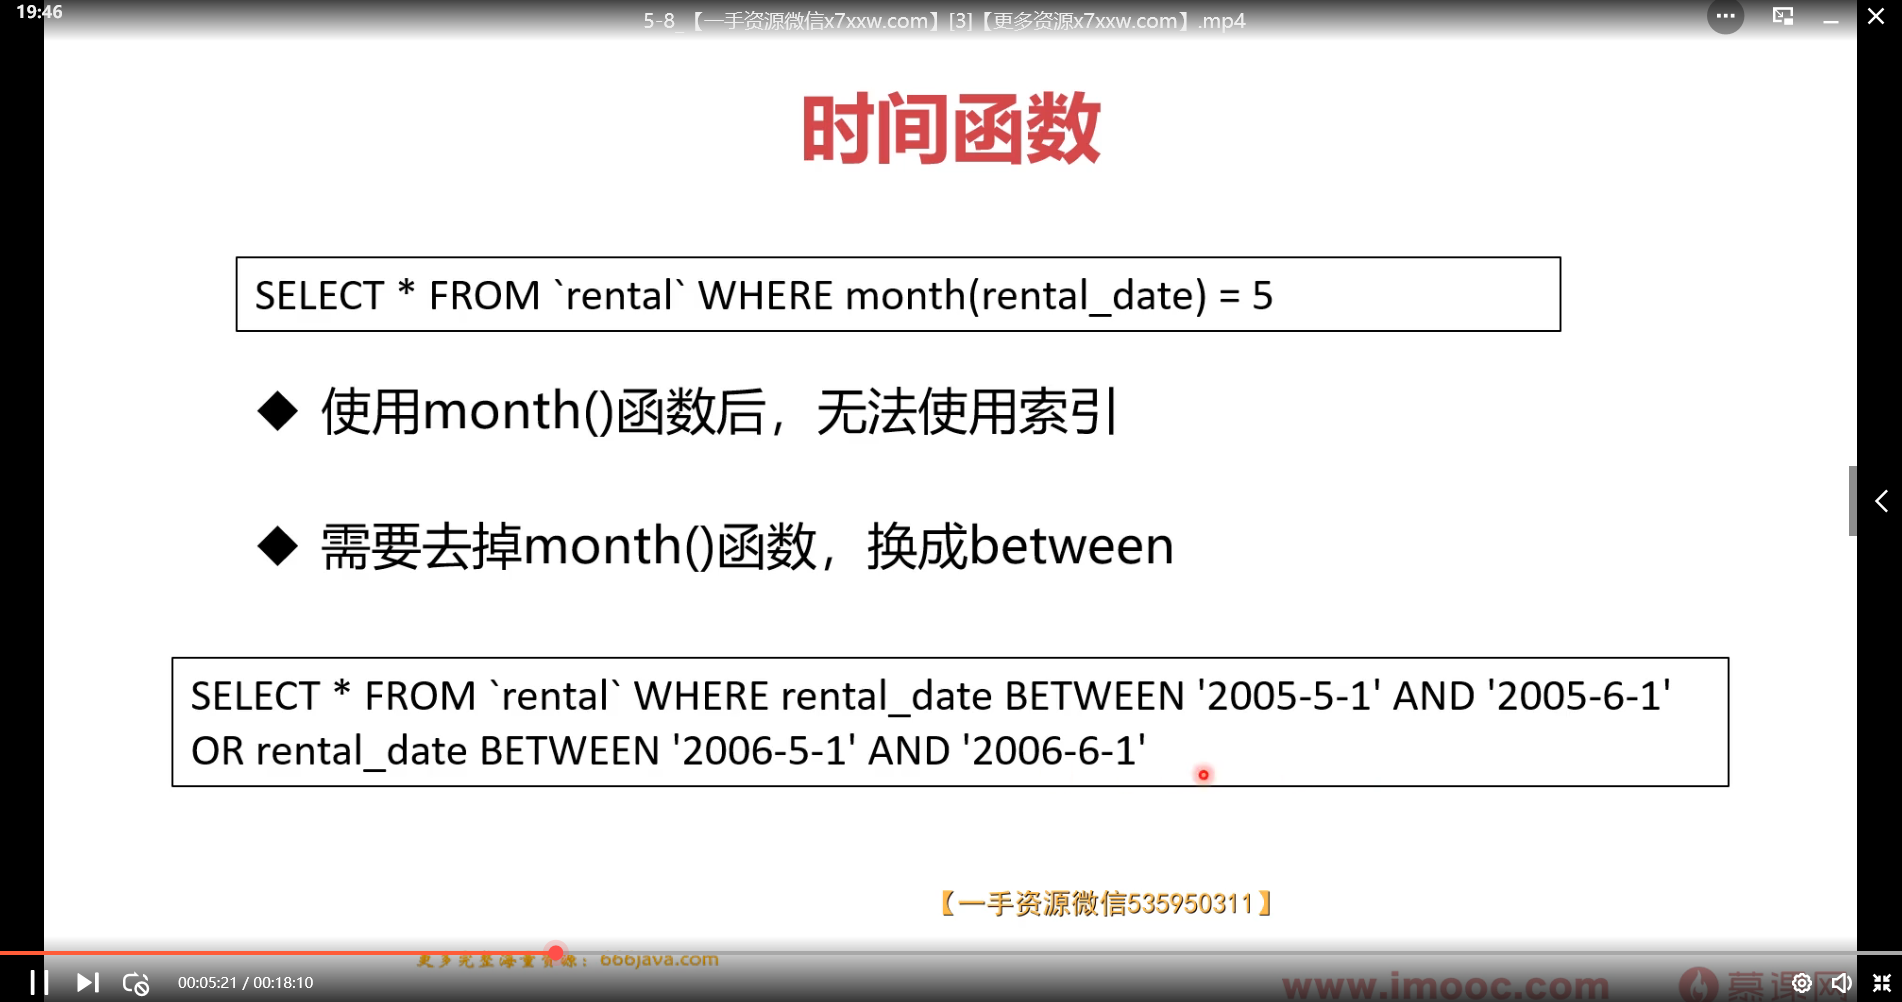 19:46
5-8_【一手资源微信x7xxw.com】[3]【更多资源x7xxw.com】.mp4
时间函数
SELECT * FROM `rental` WHERE month(rental_date) = 5
◆ 使用month()函数后，无法使用索引
◆ 需要去掉month()函数，换成between
SELECT * FROM `rental` WHERE rental_date BETWEEN '2005-5-1' AND '2005-6-1'
OR rental_date BETWEEN '2006-5-1' AND '2006-6-1'
【一手资源微信535950311】
更多完整海量资源：666java.com
00:05:21 / 00:18:10
www.imooc.com 慕课网